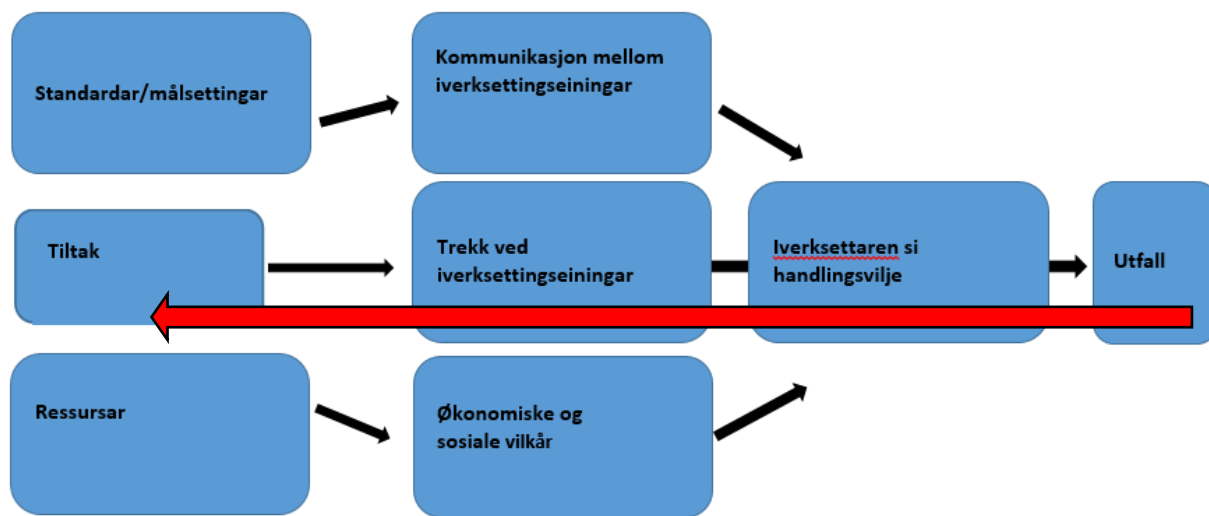 Standardar/målsettingar
Kommunikasjon mellom
iverksettingseiningar
Tiltak
Trekk ved
iverksettingseiningar
Iverksettaren si
handlingsvilje
Utfall
Ressursar
Økonomiske og
sosiale vilkår